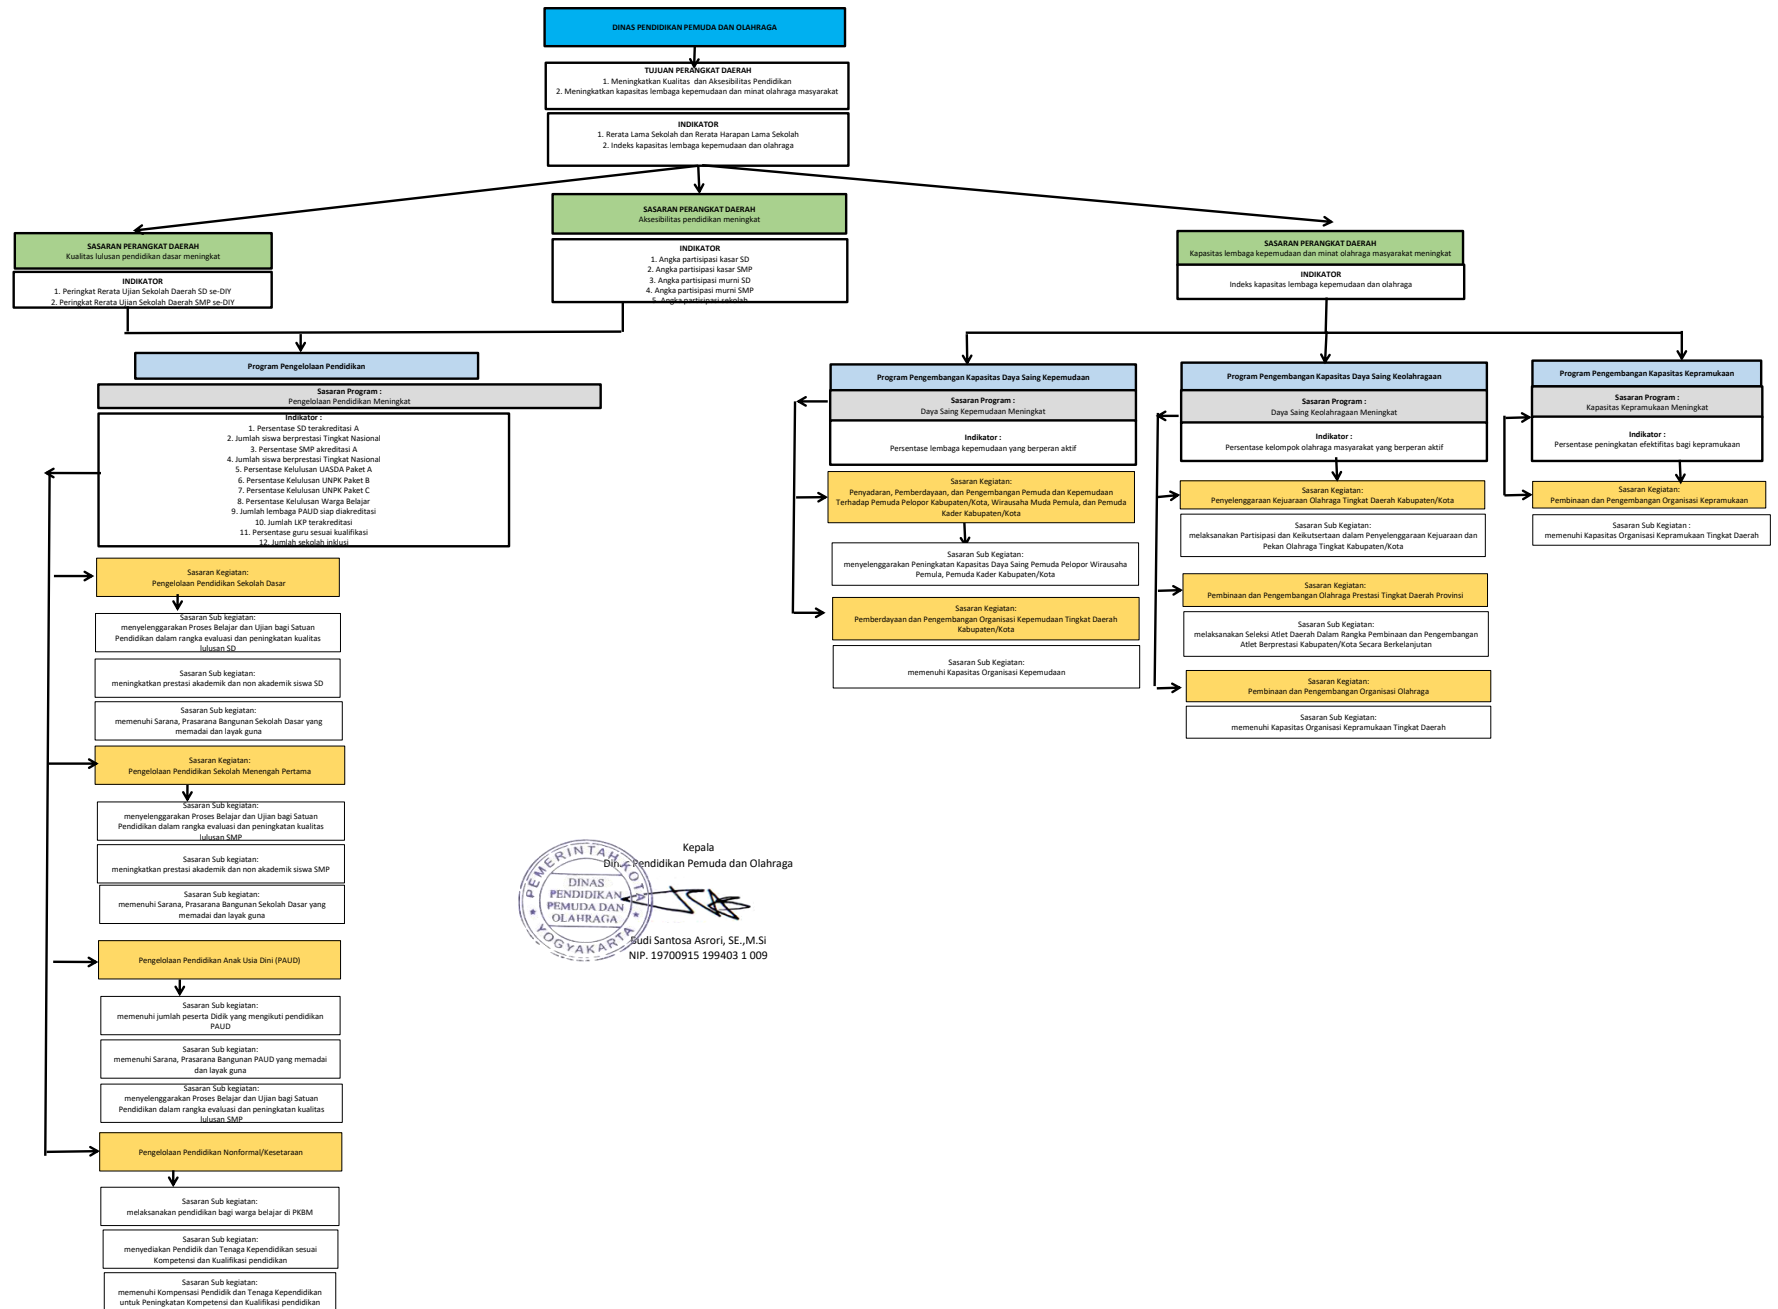 DINAS PENDIDIKAN PEMUDA DAN OLAHRAGA
TUJUAN PERANGKAT DAERAH
1. Meningkatkan Kualitas dan Aksesibilitas Pendidikan
2. Meningkatkan kapasitas lembaga kepemudaan dan minat olahraga masyarakat
INDIKATOR
1. Rerata Lama Sekolah dan Rerata Harapan Lama Sekolah
2. Indeks kapasitas lembaga kepemudaan dan olahraga
SASARAN PERANGKAT DAERAH
Kualitas lulusan pendidikan dasar meningkat
INDIKATOR
1. Peringkat Rerata Ujian Sekolah Daerah SD se-DIY
2. Peringkat Rerata Ujian Sekolah Daerah SMP se-DIY
SASARAN PERANGKAT DAERAH
Aksesibilitas pendidikan meningkat
INDIKATOR
1. Angka partisipasi kasar SD
2. Angka partisipasi kasar SMP
3. Angka partisipasi murni SD
4. Angka partisipasi murni SMP
5. Angka partisipasi sekolah
SASARAN PERANGKAT DAERAH
Kapasitas lembaga kepemudaan dan minat olahraga masyarakat meningkat
INDIKATOR
Indeks kapasitas lembaga kepemudaan dan olahraga
Program Pengelolaan Pendidikan
Sasaran Program :
Pengelolaan Pendidikan Meningkat
Indikator :
1. Persentase SD terakreditasi A
2. Jumlah siswa berprestasi Tingkat Nasional
3. Persentase SMP akreditasi A
4. Jumlah siswa berprestasi Tingkat Nasional
5. Persentase Kelulusan UASDA Paket A
6. Persentase Kelulusan UNPK Paket B
7. Persentase Kelulusan UNPK Paket C
8. Persentase Kelulusan Warga Belajar
9. Jumlah lembaga PAUD siap diakreditasi
10. Jumlah LKP terakreditasi
11. Persentase guru sesuai kualifikasi
12. Jumlah sekolah inklusi
Sasaran Kegiatan:
Pengelolaan Pendidikan Sekolah Dasar
Sasaran Sub kegiatan:
menyelenggarakan Proses Belajar dan Ujian bagi Satuan
Pendidikan dalam rangka evaluasi dan peningkatan kualitas
lulusan SD
Sasaran Sub kegiatan:
meningkatkan prestasi akademik dan non akademik siswa SD
Sasaran Sub kegiatan:
memenuhi Sarana, Prasarana Bangunan Sekolah Dasar yang
memadai dan layak guna
Sasaran Kegiatan:
Pengelolaan Pendidikan Sekolah Menengah Pertama
Sasaran Sub kegiatan:
menyelenggarakan Proses Belajar dan Ujian bagi Satuan
Pendidikan dalam rangka evaluasi dan peningkatan kualitas
lulusan SMP
Sasaran Sub kegiatan:
meningkatkan prestasi akademik dan non akademik siswa SMP
Sasaran Sub kegiatan:
memenuhi Sarana, Prasarana Bangunan Sekolah Dasar yang
memadai dan layak guna
Pengelolaan Pendidikan Anak Usia Dini (PAUD)
Sasaran Sub kegiatan:
memenuhi jumlah peserta Didik yang mengikuti pendidikan
PAUD
Sasaran Sub kegiatan:
memenuhi Sarana, Prasarana Bangunan PAUD yang memadai
dan layak guna
Sasaran Sub kegiatan:
menyelenggarakan Proses Belajar dan Ujian bagi Satuan
Pendidikan dalam rangka evaluasi dan peningkatan kualitas
lulusan SMP
Pengelolaan Pendidikan Nonformal/Kesetaraan
Sasaran Sub kegiatan:
melaksanakan pendidikan bagi warga belajar di PKBM
Sasaran Sub kegiatan:
menyediakan Pendidik dan Tenaga Kependidikan sesuai
Kompetensi dan Kualifikasi pendidikan
Sasaran Sub kegiatan:
memenuhi Kompensasi Pendidik dan Tenaga Kependidikan
untuk Peningkatan Kompetensi dan Kualifikasi pendidikan
Program Pengembangan Kapasitas Daya Saing Kepemudaan
Sasaran Program :
Daya Saing Kepemudaan Meningkat
Indikator :
Persentase lembaga kepemudaan yang berperan aktif
Sasaran Kegiatan:
Penyadaran, Pemberdayaan, dan Pengembangan Pemuda dan Kepemudaan
Terhadap Pemuda Pelopor Kabupaten/Kota, Wirausaha Muda Pemula, dan Pemuda
Kader Kabupaten/Kota
Sasaran Sub Kegiatan:
menyelenggarakan Peningkatan Kapasitas Daya Saing Pemuda Pelopor Wirausaha
Pemula, Pemuda Kader Kabupaten/Kota
Sasaran Kegiatan:
Pemberdayaan dan Pengembangan Organisasi Kepemudaan Tingkat Daerah
Kabupaten/Kota
Sasaran Sub Kegiatan:
memenuhi Kapasitas Organisasi Kepemudaan
Program Pengembangan Kapasitas Daya Saing Keolahragaan
Sasaran Program :
Daya Saing Keolahragaan Meningkat
Indikator :
Persentase kelompok olahraga masyarakat yang berperan aktif
Sasaran Kegiatan:
Penyelenggaraan Kejuaraan Olahraga Tingkat Daerah Kabupaten/Kota
Sasaran Sub Kegiatan:
melaksanakan Partisipasi dan Keikutsertaan dalam Penyelenggaraan Kejuaraan dan
Pekan Olahraga Tingkat Kabupaten/Kota
Sasaran Kegiatan:
Pembinaan dan Pengembangan Olahraga Prestasi Tingkat Daerah Provinsi
Sasaran Sub Kegiatan:
melaksanakan Seleksi Atlet Daerah Dalam Rangka Pembinaan dan Pengembangan
Atlet Berprestasi Kabupaten/Kota Secara Berkelanjutan
Sasaran Kegiatan:
Pembinaan dan Pengembangan Organisasi Olahraga
Sasaran Sub Kegiatan:
memenuhi Kapasitas Organisasi Kepramukaan Tingkat Daerah
Program Pengembangan Kapasitas Kepramukaan
Sasaran Program :
Kapasitas Kepramukaan Meningkat
Indikator :
Persentase peningkatan efektifitas bagi kepramukaan
Sasaran Kegiatan:
Pembinaan dan Pengembangan Organisasi Kepramukaan
Sasaran Sub Kegiatan :
memenuhi Kapasitas Organisasi Kepramukaan Tingkat Daerah
Kepala
Dinas Pendidikan Pemuda dan Olahraga
PEMERINTAH KOTA
DINAS
PENDIDIKAN
PEMUDA DAN
OLAHRAGA
YOGYAKARTA
Budi Santosa Asrori, SE.,M.Si
NIP. 19700915 199403 1 009